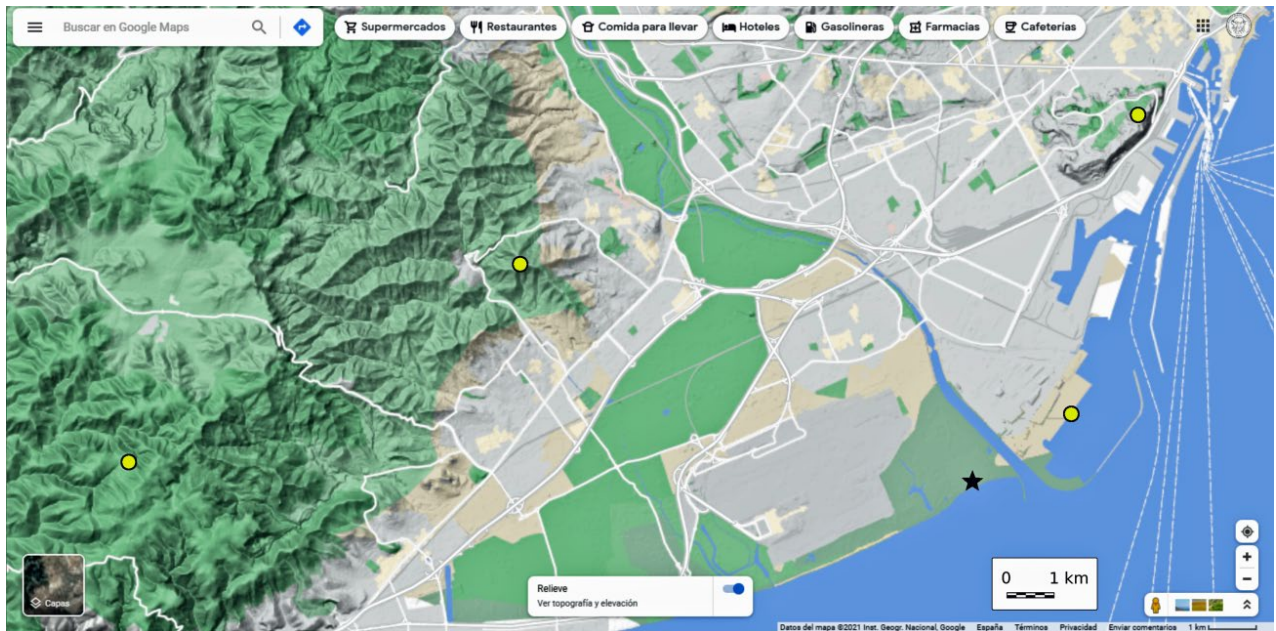 Buscar en Google Maps
Supermercados
Restaurantes
Comida para llevar
Hoteles
Gasolineras
Farmacias
Cafeterías
0 1 km
Capas
Relieve
Ver topografía y elevación
Datos del mapa ©2021 Inst. Geogr. Nacional, Google España Términos Privacidad Enviar comentarios 1 km